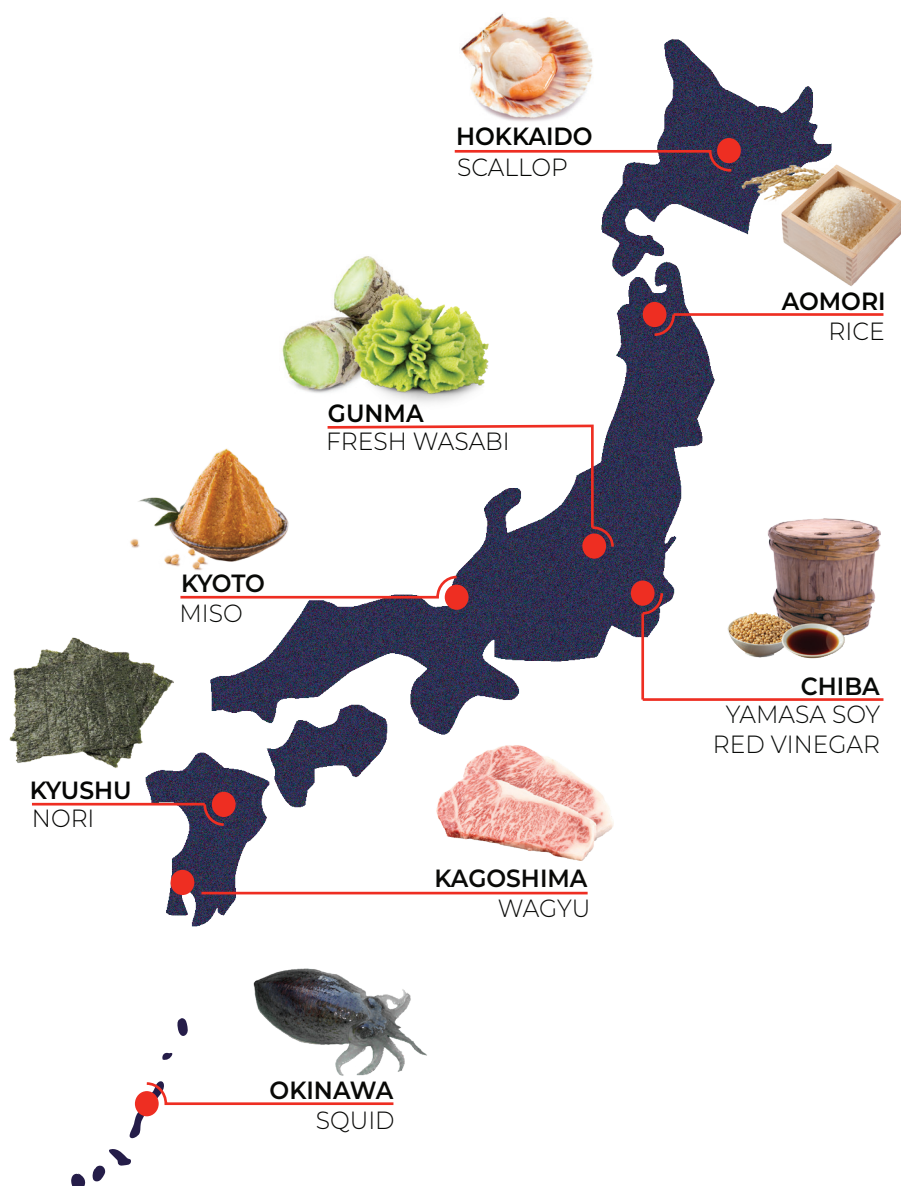 HOKKAIDO
SCALLOP
AOMORI
RICE
GUNMA
FRESH WASABI
KYOTO
MISO
CHIBA
YAMASA SOY
RED VINEGAR
KYUSHU
NORI
KAGOSHIMA
WAGYU
OKINAWA
SQUID